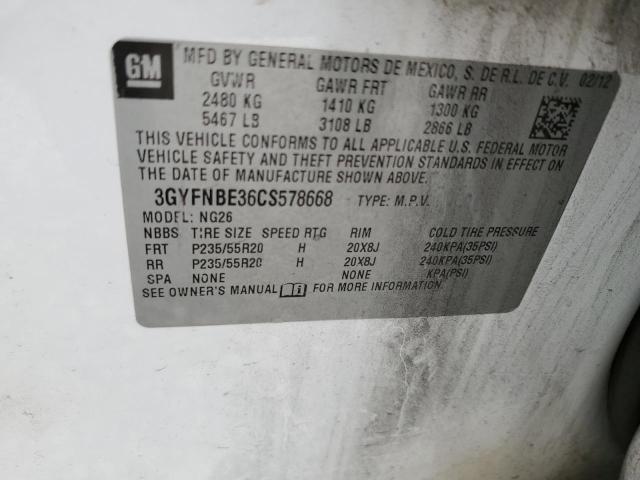 GM MFD BY GENERAL MOTORS DE MEXICO, S. DE R.L. DE C.V. 02/12
GVWR GAWR FRT GAWR RR
2480 KG 1410 KG 1300 KG
5467 LB 3108 LB 2866 LB
THIS VEHICLE CONFORMS TO ALL APPLICABLE U.S. FEDERAL MOTOR
VEHICLE SAFETY AND THEFT PREVENTION STANDARDS IN EFFECT ON
THE DATE OF MANUFACTURE SHOWN ABOVE.
3GYFNBE36CS578668 TYPE: M.P.V.
MODEL: NG26
NBBS TIRE SIZE SPEED RTG RIM COLD TIRE PRESSURE
FRT P235/55R20 H 20X8J 240KPA(35PSI)
RR P235/55R20 H 20X8J 240KPA(35PSI)
SPA NONE NONE KPA(PSI)
SEE OWNER'S MANUAL FOR MORE INFORMATION.